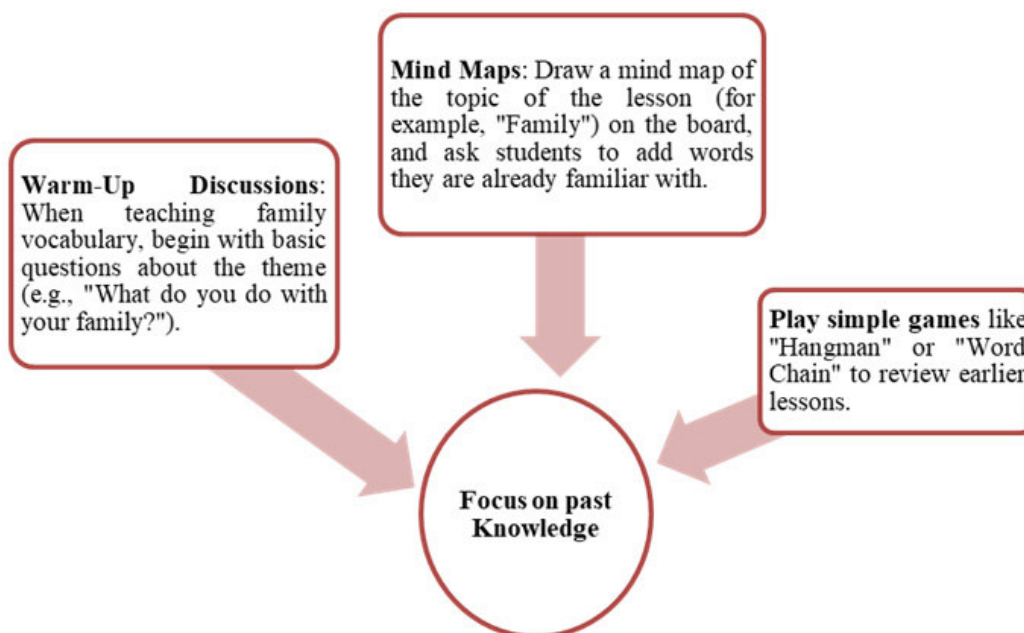 Mind Maps: Draw a mind map of
the topic of the lesson (for
example, "Family") on the board,
and ask students to add words
they are already familiar with.
Warm-Up Discussions:
When teaching family
vocabulary, begin with basic
questions about the theme
(e.g., "What do you do with
your family?").
Play simple games like
"Hangman" or "Word
Chain" to review earlier
lessons.
Focus on past
Knowledge